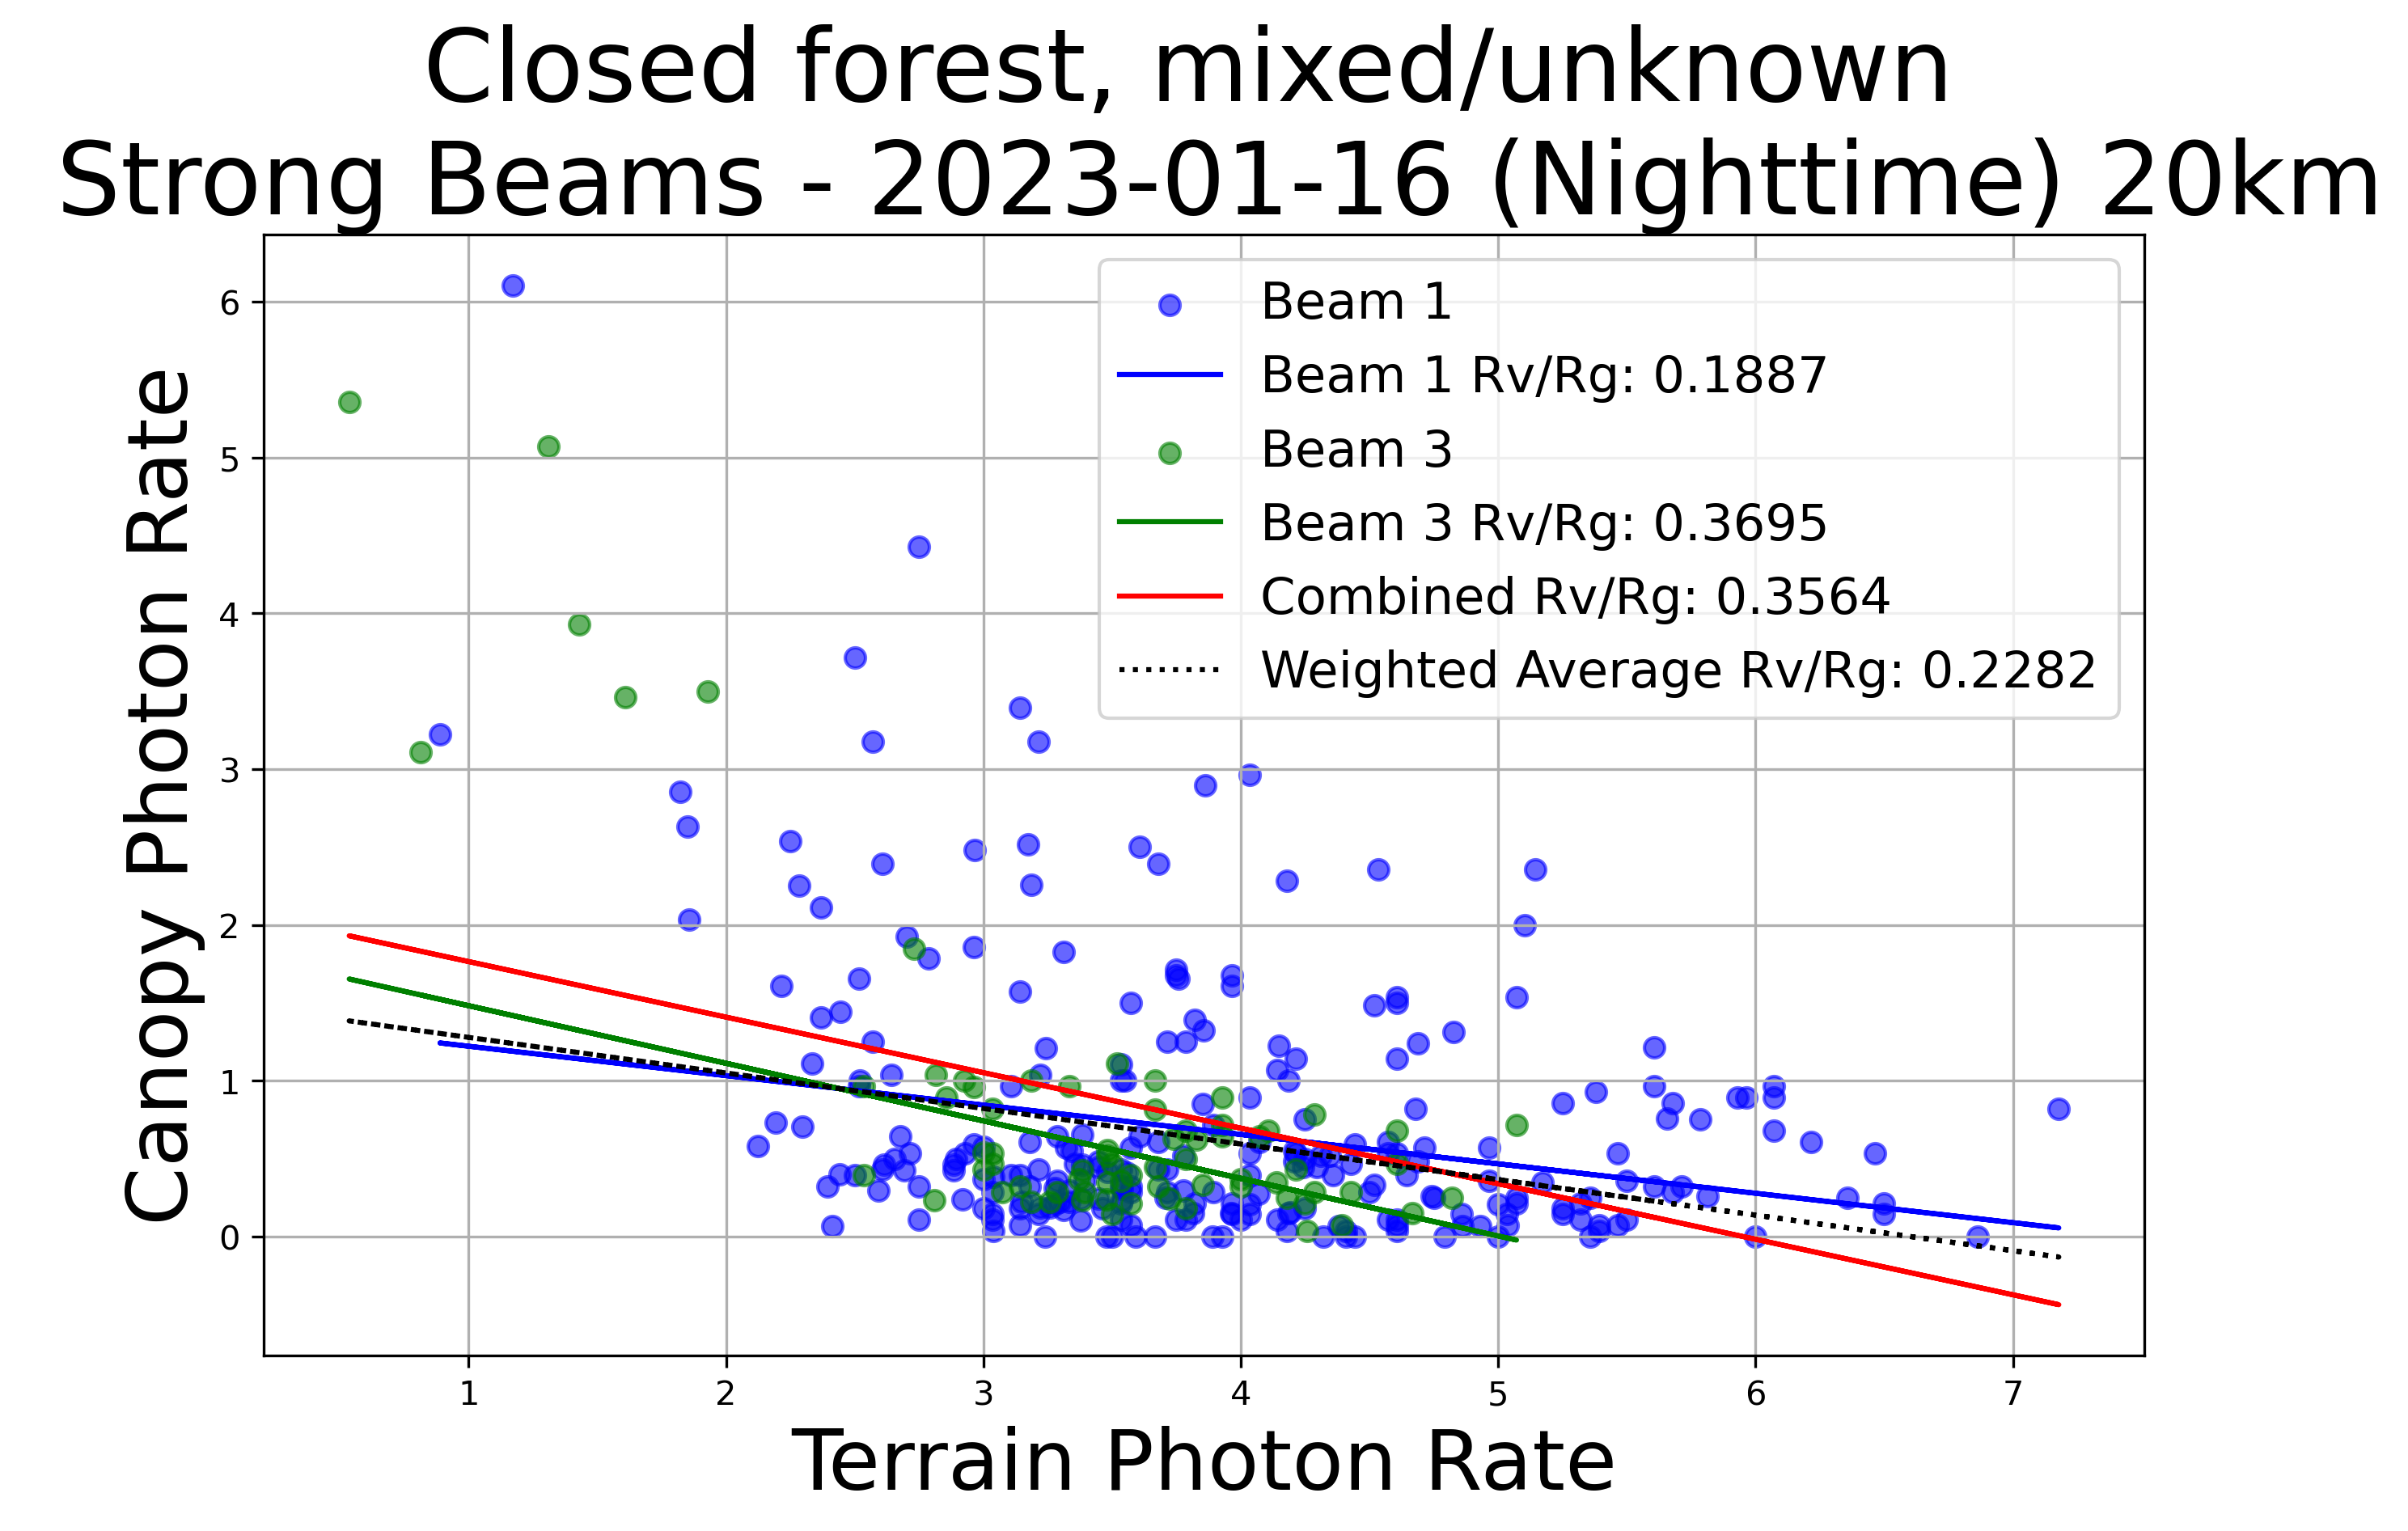 Closed forest, mixed/unknown
Strong Beams - 2023-01-16 (Nighttime) 20km
Canopy Photon Rate
6
5
4
3
2
1
0
Beam 1
Beam 1 Rv/Rg: 0.1887
Beam 3
Beam 3 Rv/Rg: 0.3695
Combined Rv/Rg: 0.3564
Weighted Average Rv/Rg: 0.2282
1 2 3 4 5 6 7
Terrain Photon Rate